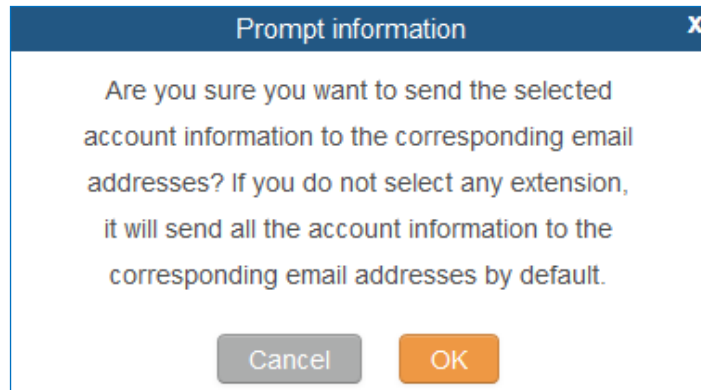 Prompt information
x
Are you sure you want to send the selected
account information to the corresponding email
addresses? If you do not select any extension,
it will send all the account information to the
corresponding email addresses by default.
Cancel
OK